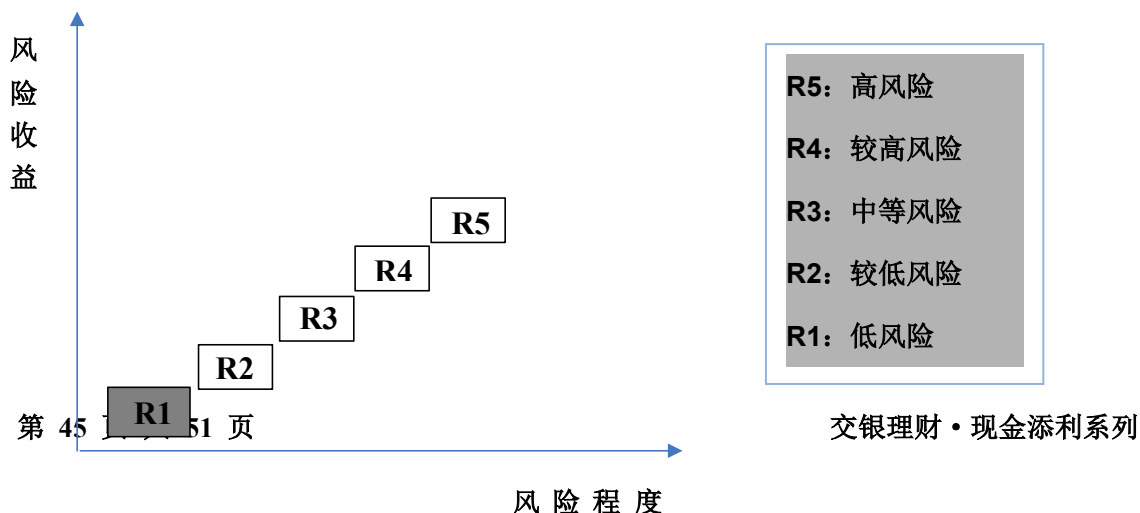 风
险
收
益
R5:高风险
R4:较高风险
R3:中等风险
R2:较低风险
R1:低风险
R5
R4
R3
R2
R1
第 45 51 页
交银理财·现金添利系列
风 险 程 度